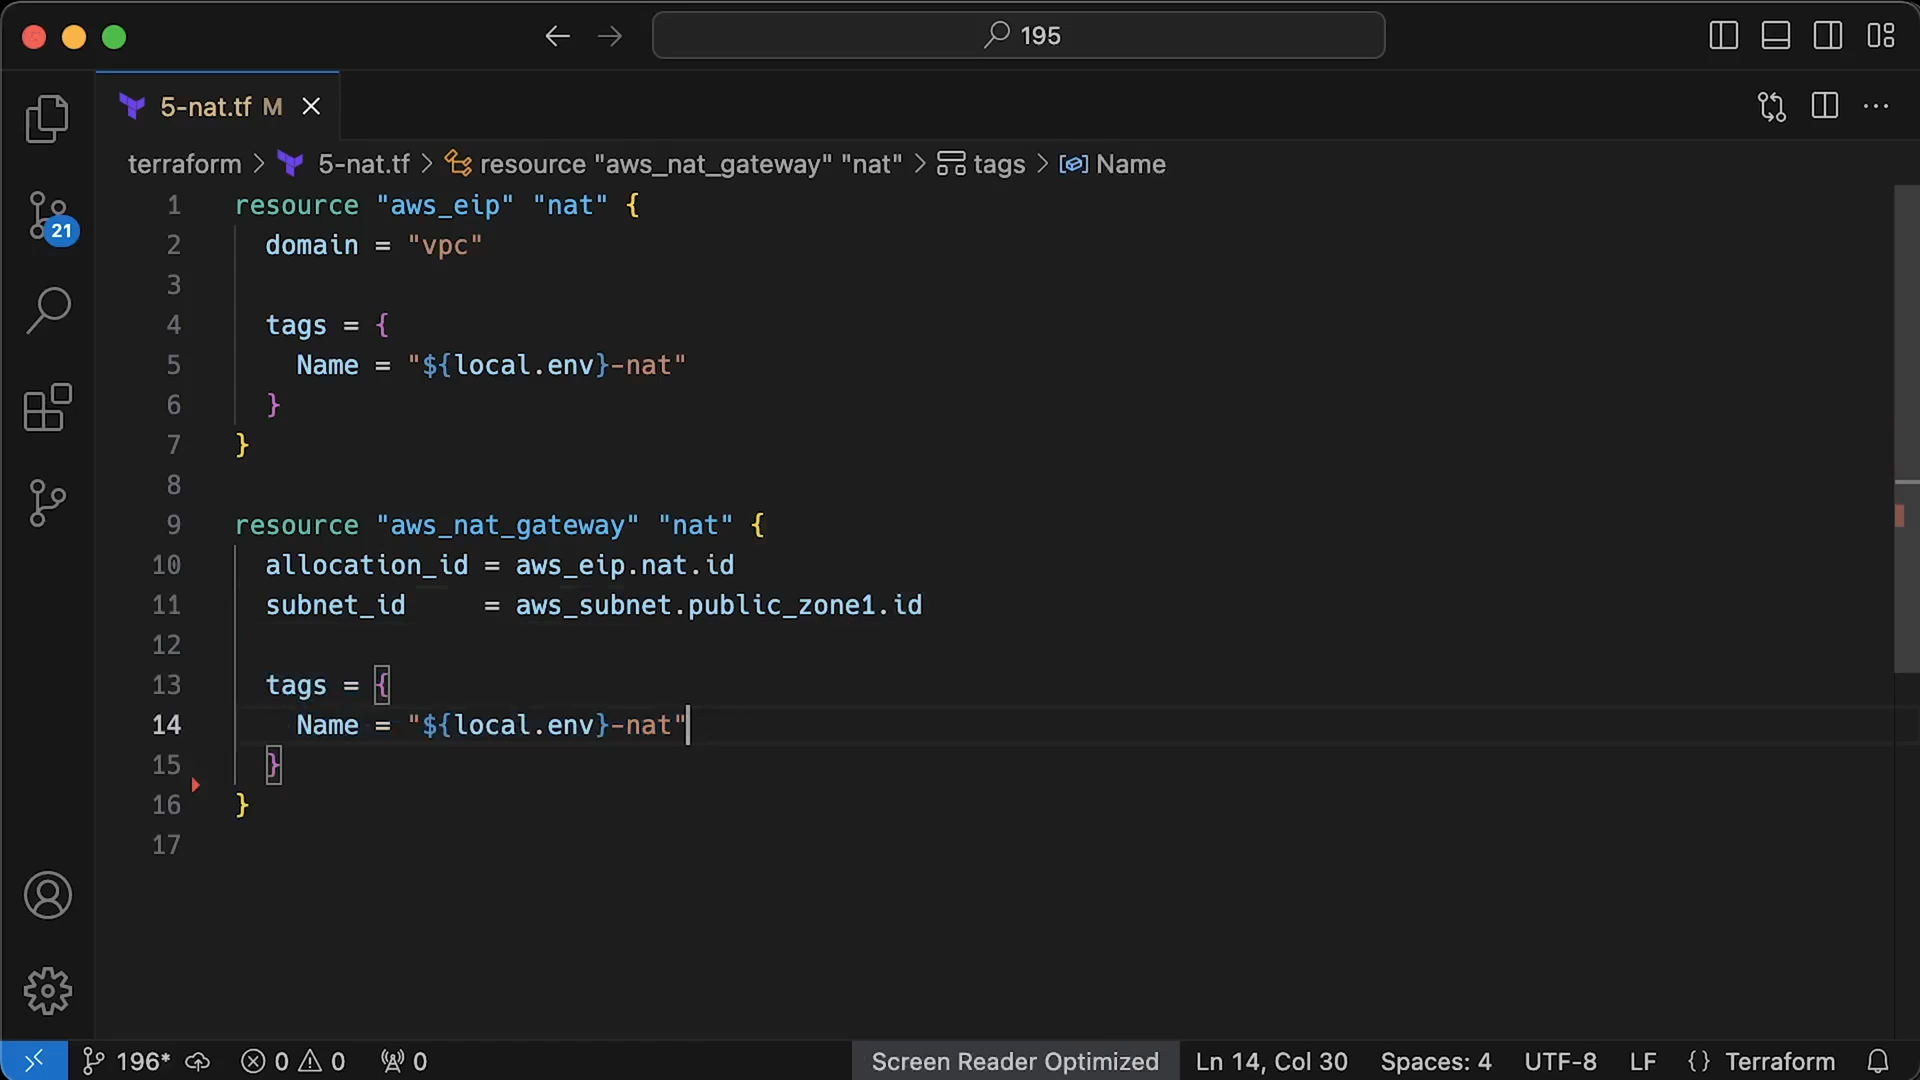 195
5-nat.tf M
terraform > 5-nat.tf > resource "aws_nat_gateway" "nat" > tags > Name
1 resource "aws_eip" "nat" {
2 domain = "vpc"
3
4 tags = {
5 Name = "${local.env}-nat"
6 }
7 }
8
9 resource "aws_nat_gateway" "nat" {
10 allocation_id = aws_eip.nat.id
11 subnet_id     = aws_subnet.public_zone1.id
12
13 tags = {
14 Name = "${local.env}-nat"
15 }
16 }
17
21
196* 0 0 0 Screen Reader Optimized Ln 14, Col 30 Spaces: 4 UTF-8 LF {} Terraform